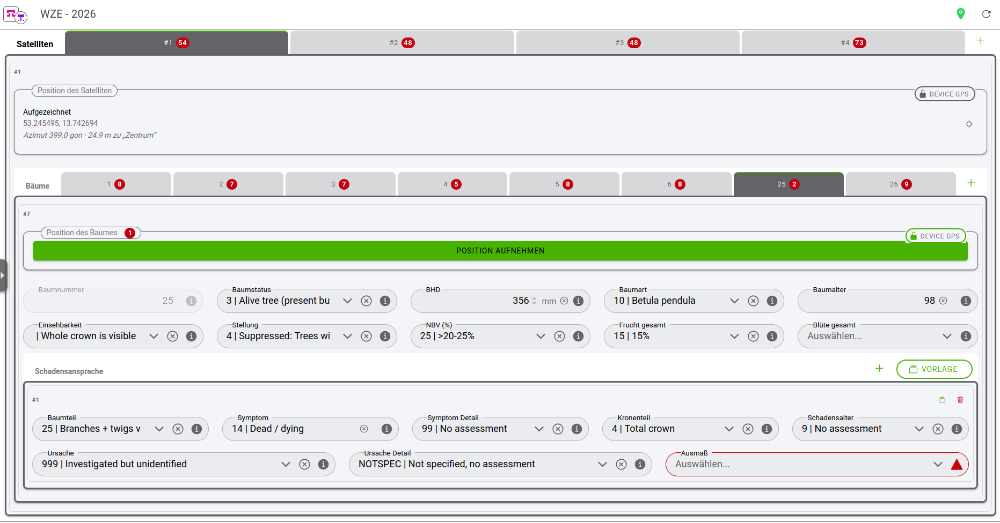 WZE - 2026
Satelliten
#1 54
#2 48
#3 48
#4 73
#1
Position des Satelliten
DEVICE GPS
Aufgezeichnet
53.245495, 13.742694
Azimut 399.0 gon · 24.9 m zu „Zentrum“
Bäume
1 8
2 7
3 7
4 5
5 8
6 8
25 2
26 9
#7
Position des Baumes 1
DEVICE GPS
POSITION AUFNEHMEN
Baumnummer
25
Baumstatus
3 | Alive tree (present bu
BHD
356 mm
Baumart
10 | Betula pendula
Baumalter
98
Einsehbarkeit
| Whole crown is visible
Stellung
4 | Suppressed: Trees wi
NBV (%)
25 | >20-25%
Frucht gesamt
15 | 15%
Blüte gesamt
Auswählen...
Schadensansprache
VORLAGE
#1
Baumteil
25 | Branches + twigs v
Symptom
14 | Dead / dying
Symptom Detail
99 | No assessment
Kronenteil
4 | Total crown
Schadensalter
9 | No assessment
Ursache
999 | Investigated but unidentified
Ursache Detail
NOTSPEC | Not specified, no assessment
Ausmaß
Auswählen...